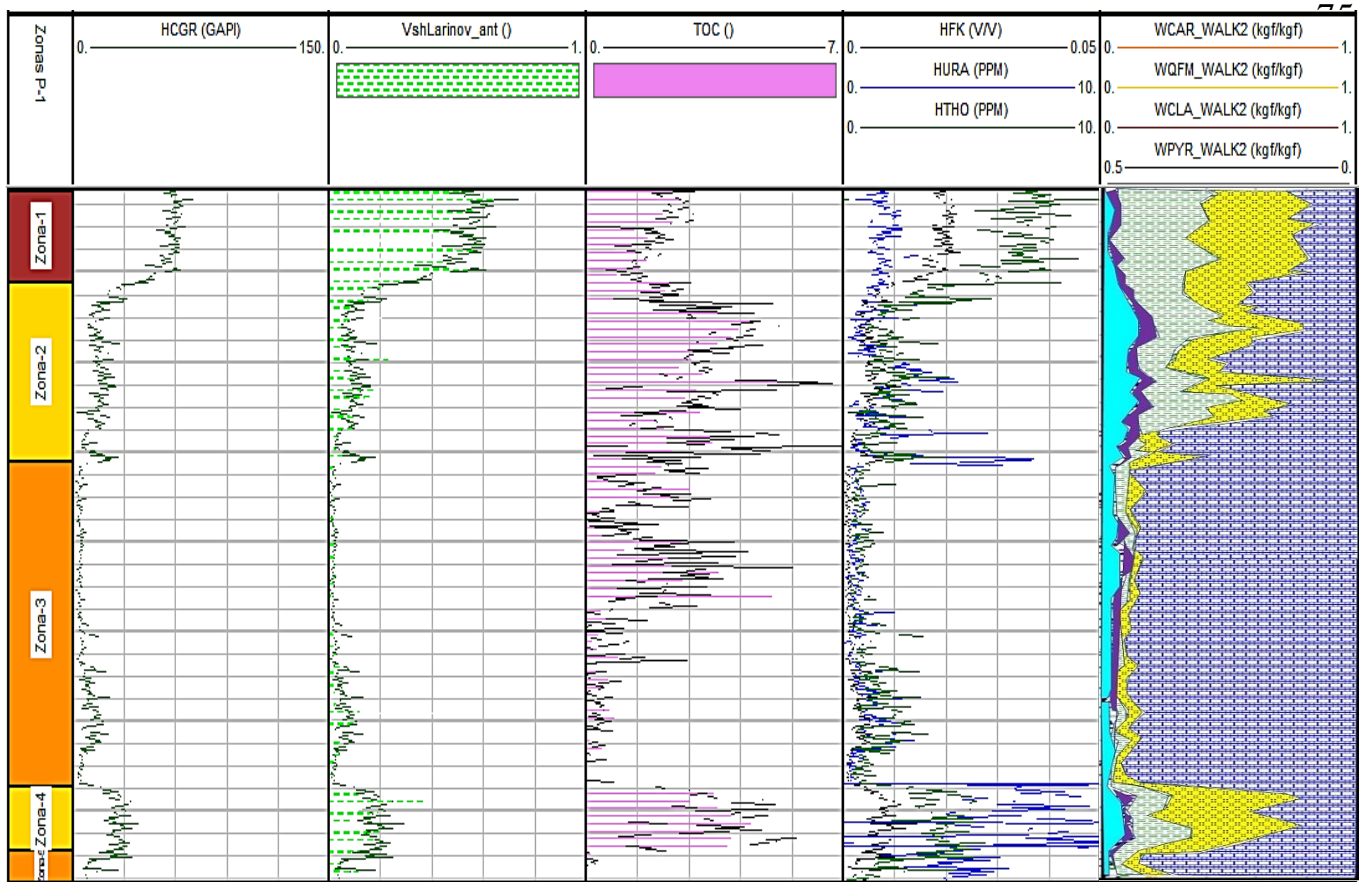 75
Zonas P-1
HCGR (GAPI)
0. 150.
VshLarinov_ant ()
0. 1.
TOC ()
0. 7.
HFK (V/V)
0. 0.05
HURA (PPM)
0. 10.
HTHO (PPM)
0. 10.
WCAR_WALK2 (kgf/kgf)
0. 1.
WQFM_WALK2 (kgf/kgf)
0. 1.
WCLA_WALK2 (kgf/kgf)
0. 1.
WPYR_WALK2 (kgf/kgf)
0.5 0.
Zona-1
Zona-2
Zona-3
Zona-4